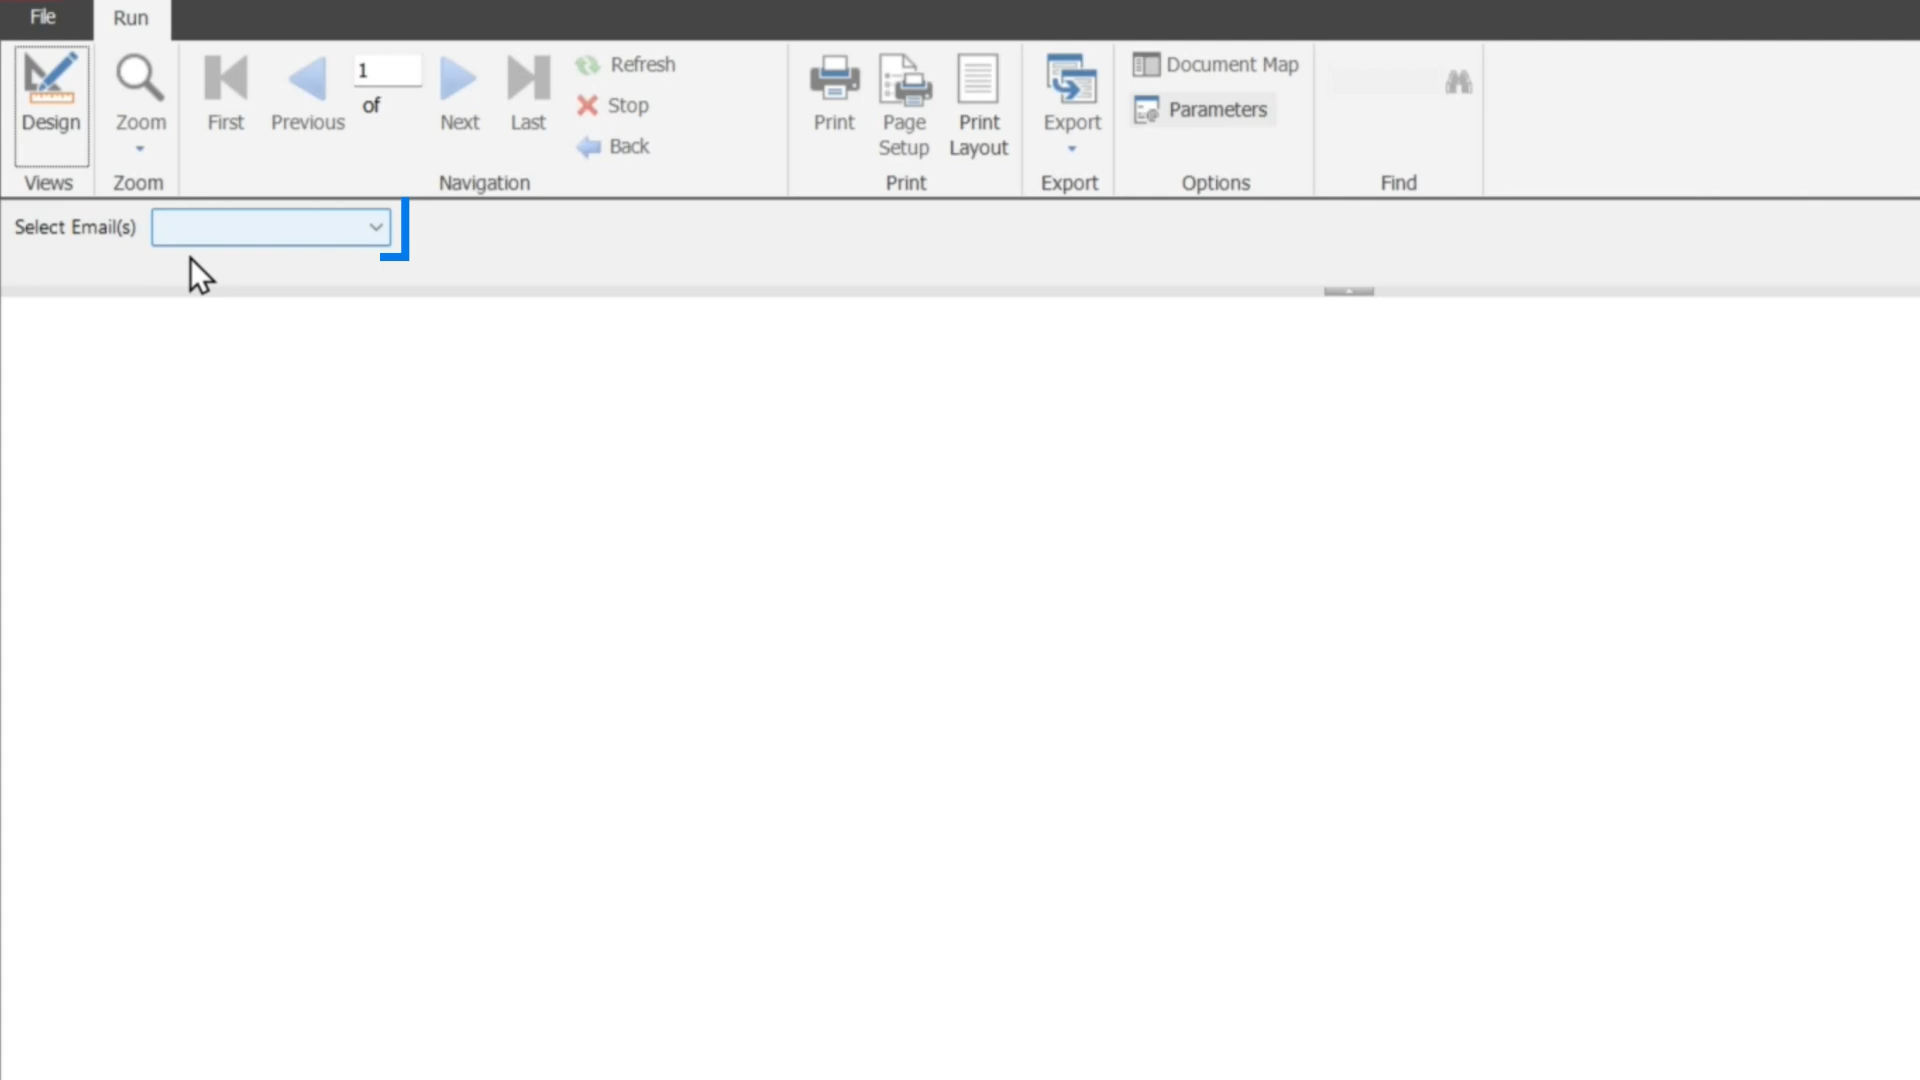 File Run
Design
Zoom
First
Previous
1
of
Next
Last
Refresh
Stop
Back
Print
Page
Setup
Print
Layout
Export
Document Map
Parameters
Views
Zoom
Navigation
Print
Export
Options
Find
Select Email(s)